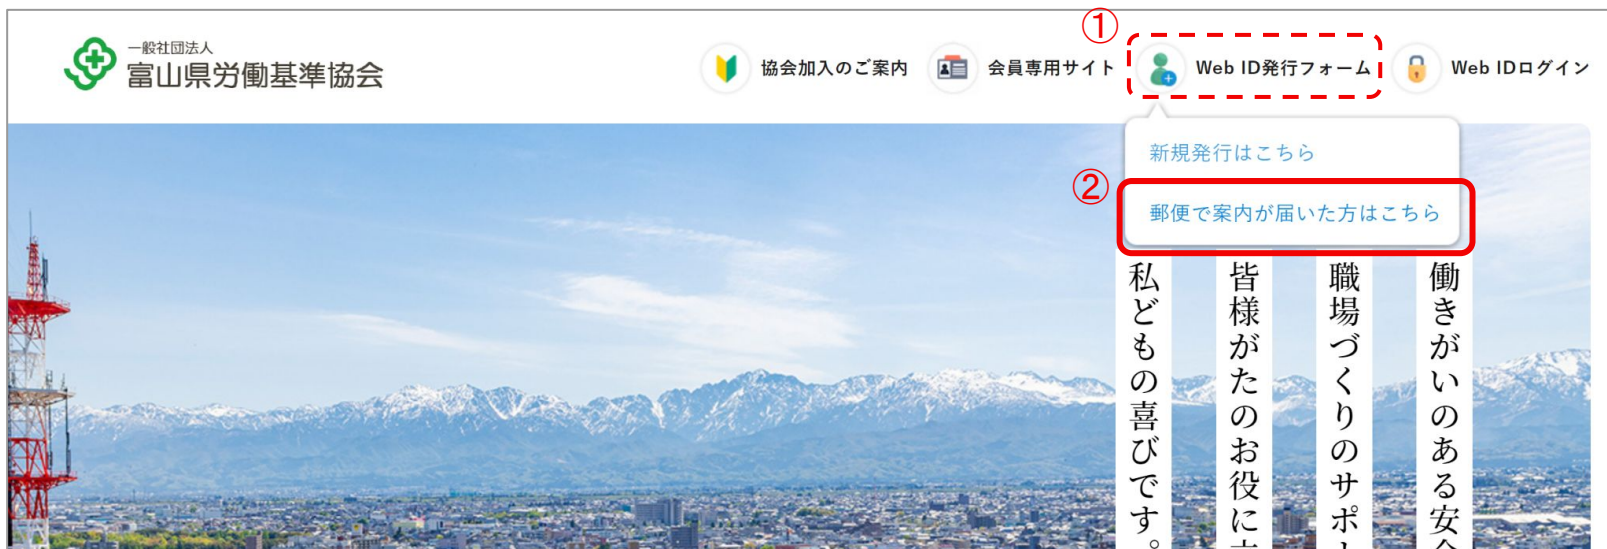 一般社団法人
富山県労働基準協会
協会加入のご案内
会員専用サイト
①
Web ID発行フォーム
Web IDログイン
新規発行はこちら
②
郵便で案内が届いた方はこちら
働きがいのある安全
職場づくりのサポー
皆様がたのお役に
私どもの喜びです。